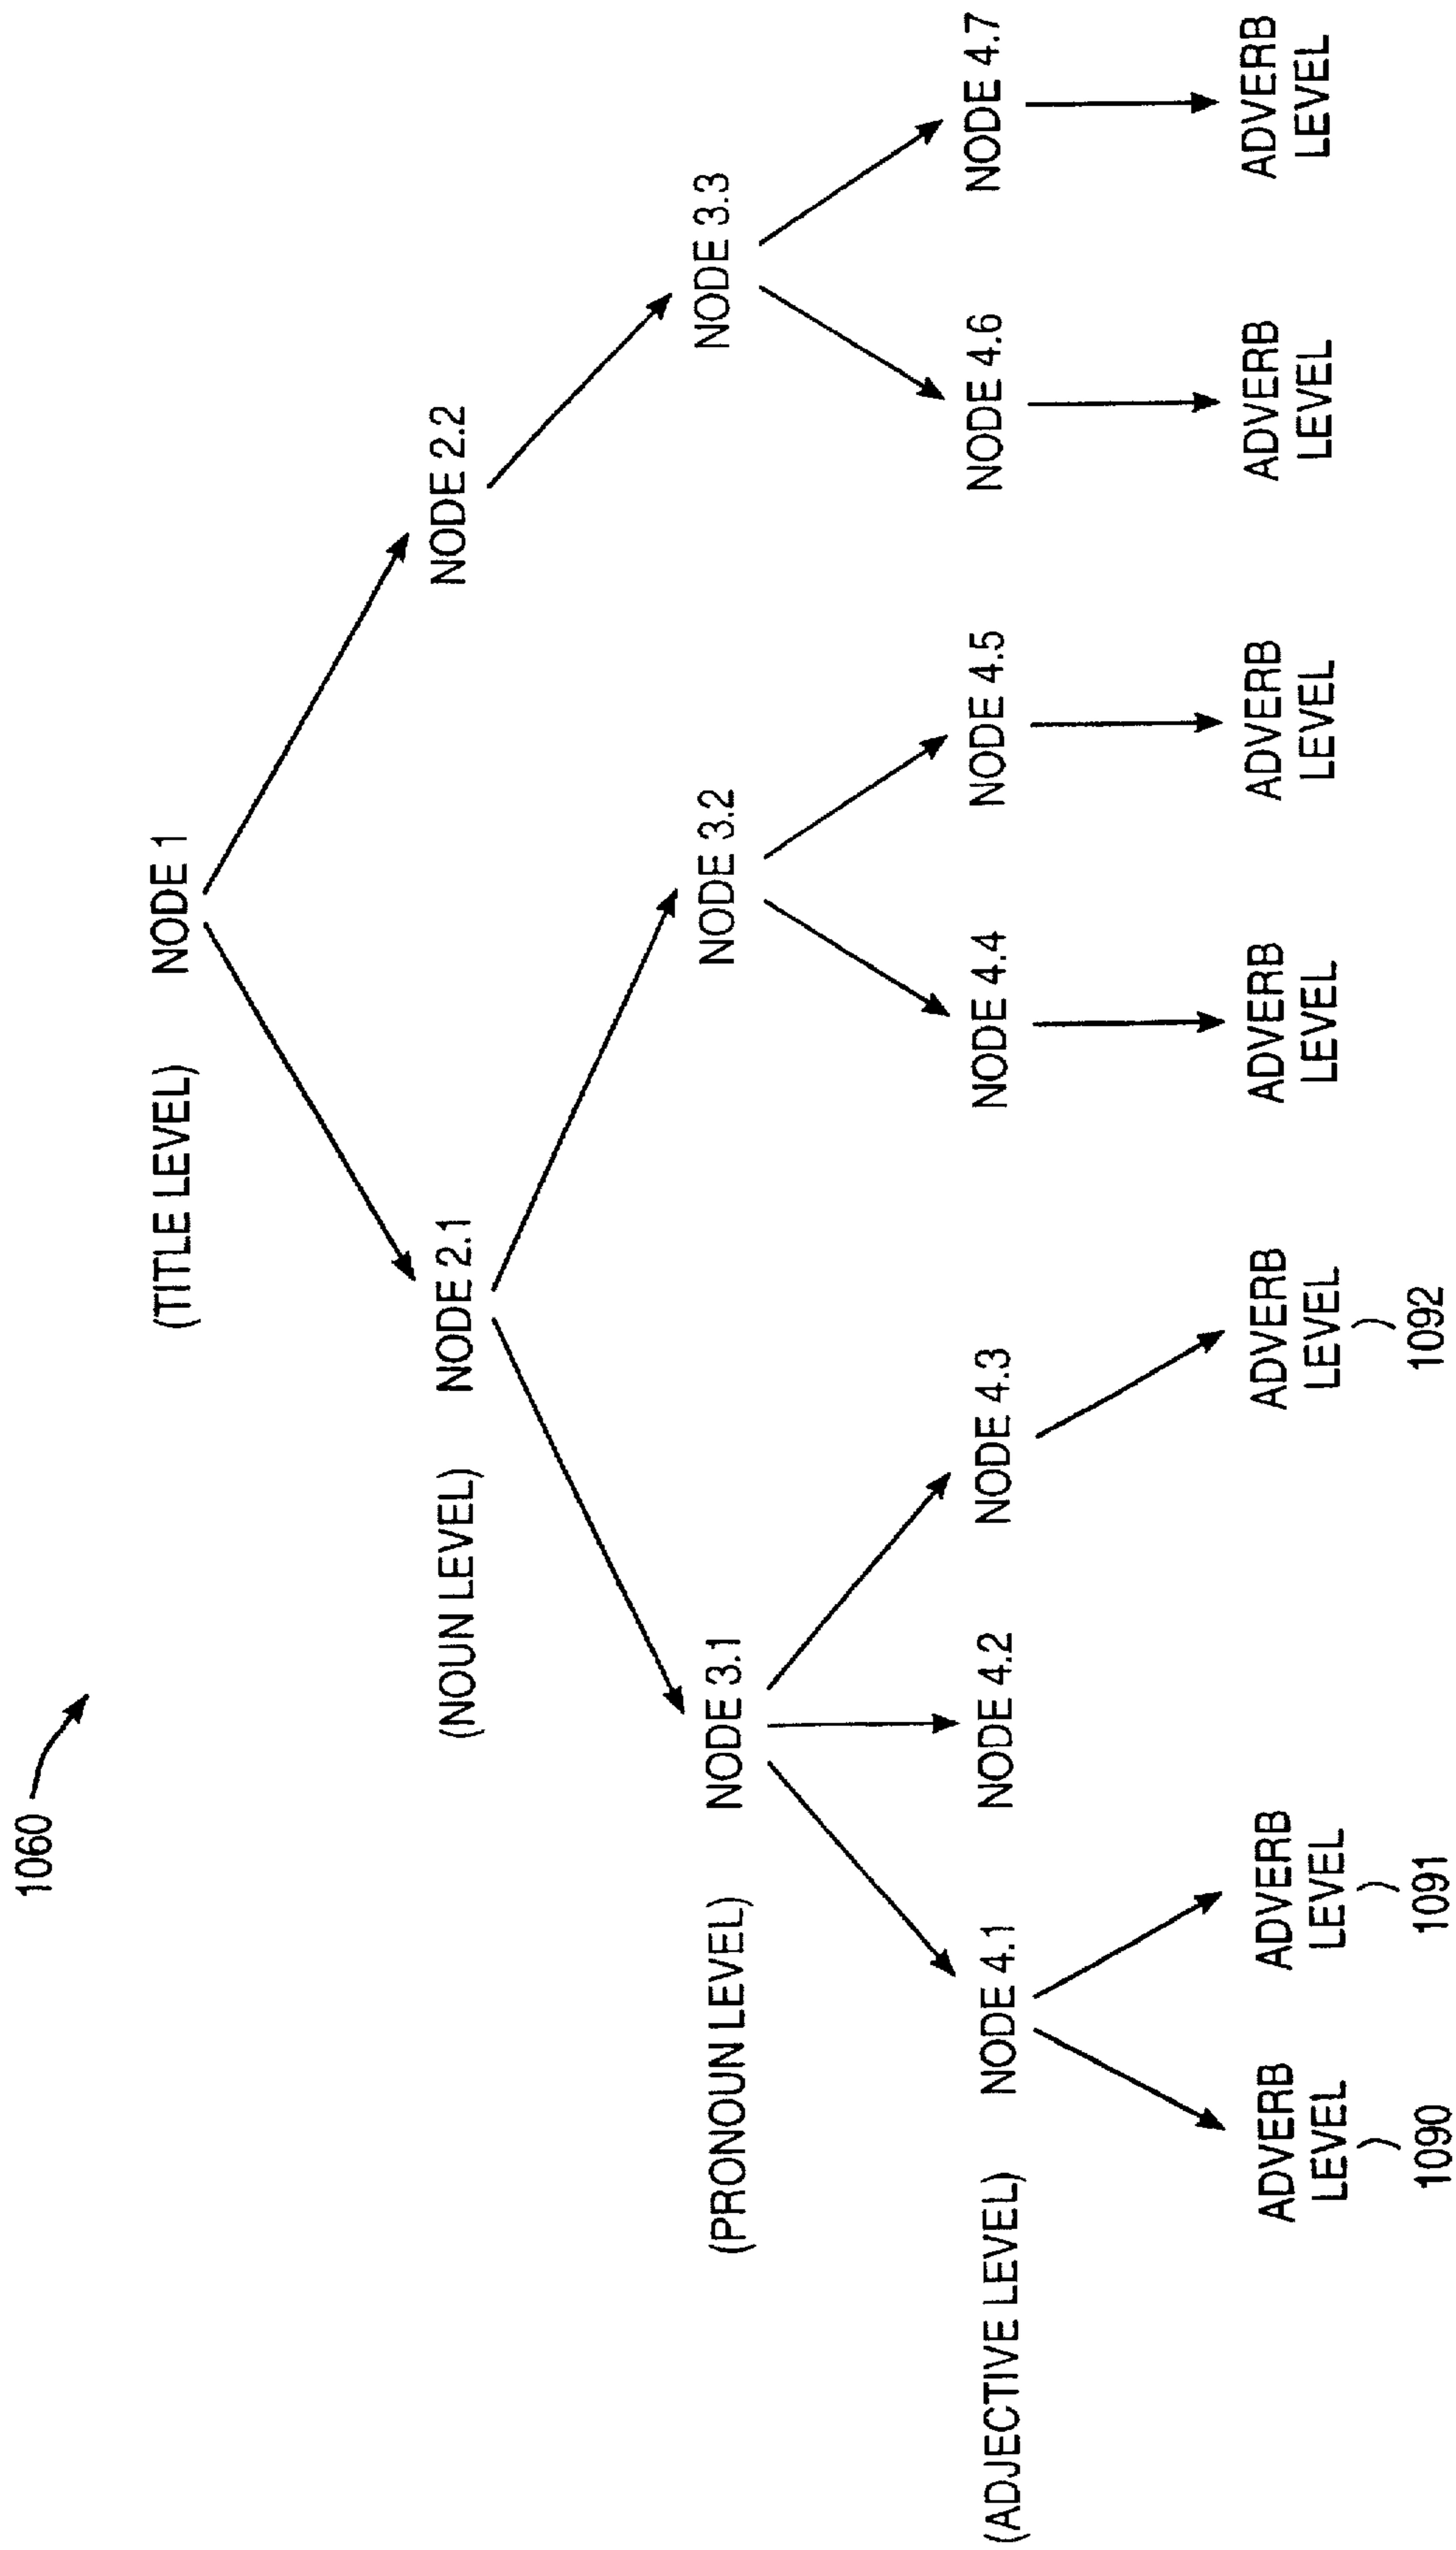 1060
(TITLE LEVEL) NODE 1
(NOUN LEVEL) NODE 2.1 NODE 2.2
(PRONOUN LEVEL) NODE 3.1 NODE 3.2 NODE 3.3
(ADJECTIVE LEVEL) NODE 4.1 NODE 4.2 NODE 4.3 NODE 4.4 NODE 4.5 NODE 4.6 NODE 4.7
ADVERB ADVERB ADVERB ADVERB ADVERB ADVERB ADVERB
LEVEL LEVEL LEVEL LEVEL LEVEL LEVEL LEVEL
1090 1091 1092